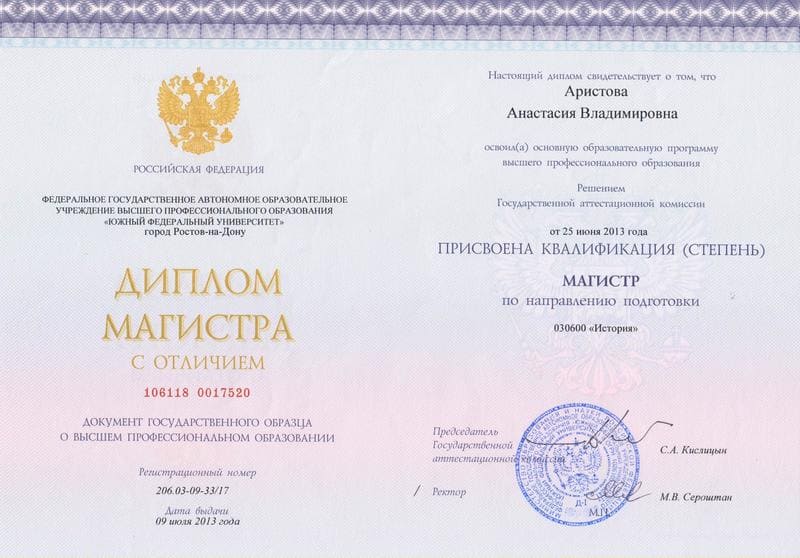 РОССИЙСКАЯ ФЕДЕРАЦИЯ
ФЕДЕРАЛЬНОЕ ГОСУДАРСТВЕННОЕ АВТОНОМНОЕ ОБРАЗОВАТЕЛЬНОЕ
УЧРЕЖДЕНИЕ ВЫСШЕГО ПРОФЕССИОНАЛЬНОГО ОБРАЗОВАНИЯ
«ЮЖНЫЙ ФЕДЕРАЛЬНЫЙ УНИВЕРСИТЕТ»
город Ростов-на-Дону
ДИПЛОМ
МАГИСТРА
С ОТЛИЧИЕМ
106118 0017520
ДОКУМЕНТ ГОСУДАРСТВЕННОГО ОБРАЗЦА
О ВЫСШЕМ ПРОФЕССИОНАЛЬНОМ ОБРАЗОВАНИИ
Регистрационный номер
206.03-09-33/17
Дата выдачи
09 июля 2013 года
Настоящий диплом свидетельствует о том, что
Аристова
Анастасия Владимировна
освоил(а) основную образовательную программу
высшего профессионального образования
Решением
Государственной аттестационной комиссии
от 25 июня 2013 года
ПРИСВОЕНА КВАЛИФИКАЦИЯ (СТЕПЕНЬ)
МАГИСТР
по направлению подготовки
030600 «История»
Председатель
Государственной
аттестационной комиссии
С.А. Кислицын
/ Ректор
М.В. Сероштан
М.П.